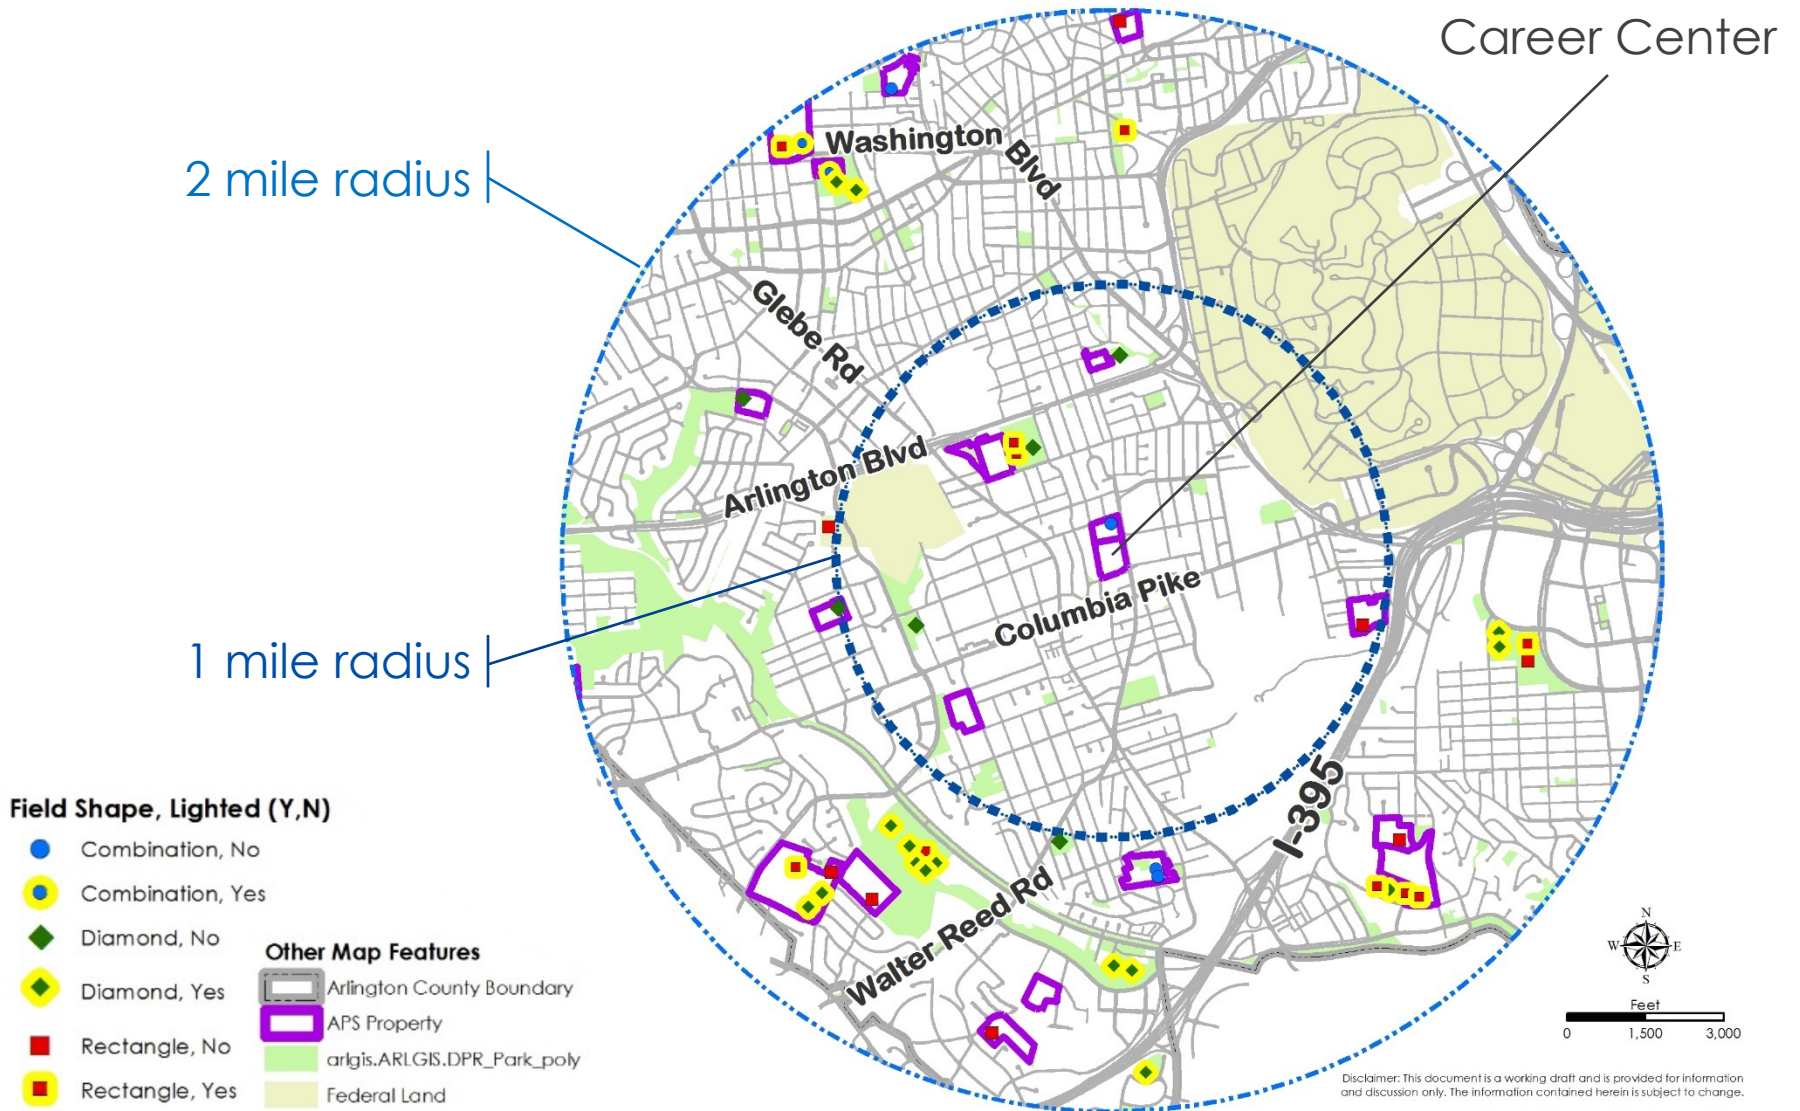 Career Center
Washington
Blvd
2 mile radius
Glebe Rd
Arlington Blvd
Columbia Pike
1 mile radius
I-395
Walter Reed Rd
Field Shape, Lighted (Y,N)
Combination, No
Combination, Yes
Diamond, No
Diamond, Yes
Rectangle, No
Rectangle, Yes
Other Map Features
Arlington County Boundary
APS Property
arlgis.ARLGIS.DPR_Park_poly
Federal Land
N
W E
S
Feet
0 1,500 3,000
Disclaimer: This document is a working draft and is provided for information
and discussion only. The information contained herein is subject to change.